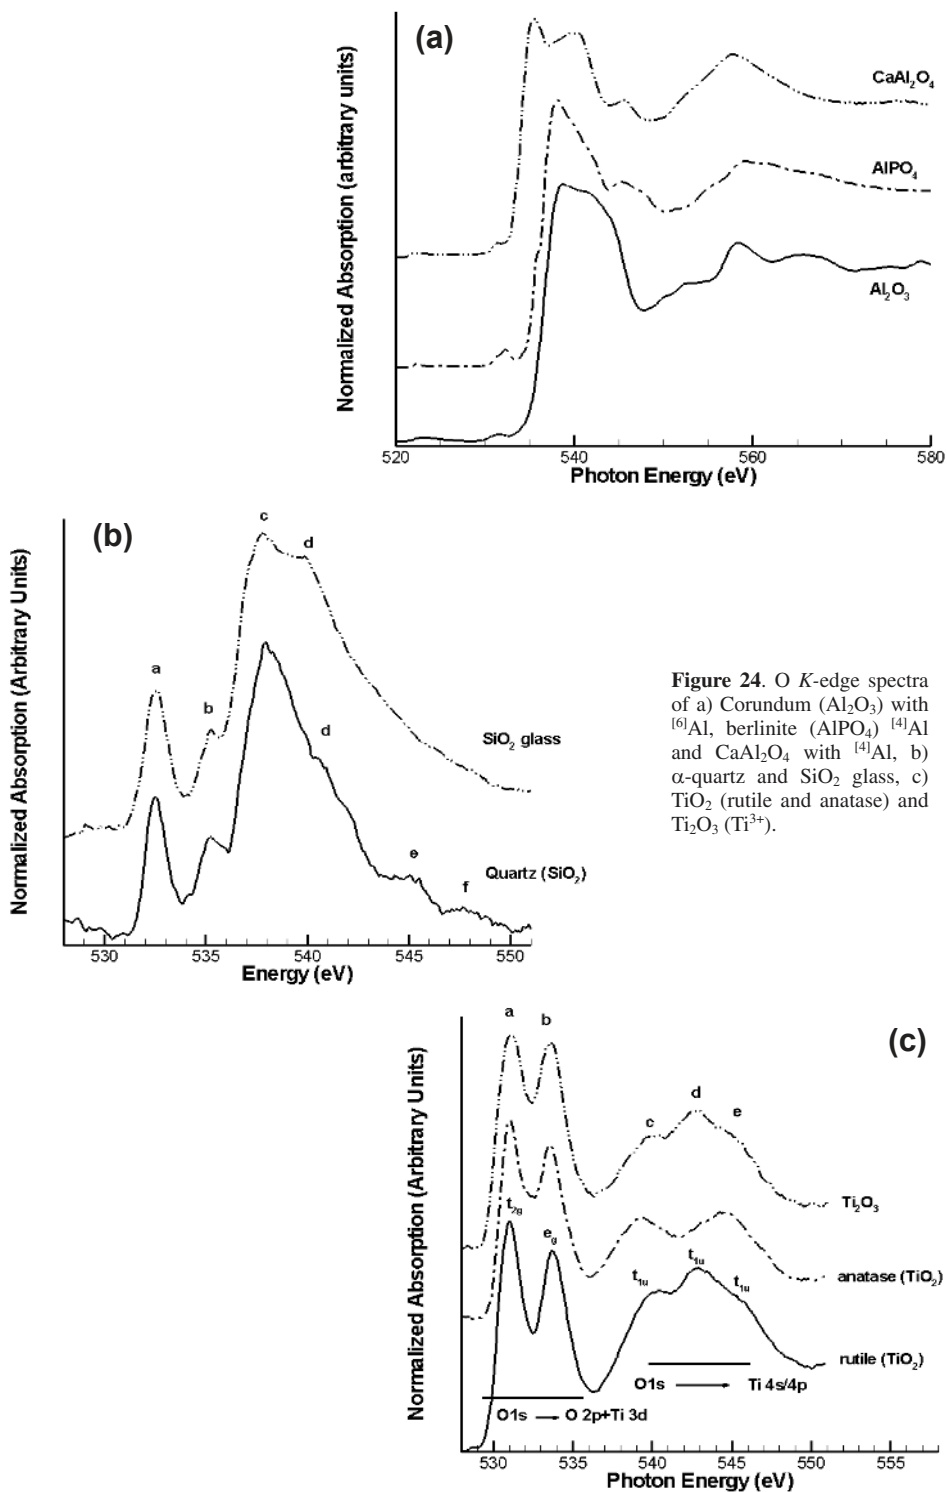 (a)
Normalized Absorption (arbitrary units)
CaAl₂O₄
AlPO₄
Al₂O₃
520 540 560 580
Photon Energy (eV)
(b)
Normalized Absorption (Arbitrary Units)
c
d
a
b
SiO₂ glass
d
e
f
Quartz (SiO₂)
530 535 540 545 550
Energy (eV)
Figure 24. O K-edge spectra
of a) Corundum (Al₂O₃) with
[6]Al, berlinite (AlPO₄) [4]Al
and CaAl₂O₄ with [4]Al, b)
α-quartz and SiO₂ glass, c)
TiO₂ (rutile and anatase) and
Ti₂O₃ (Ti³⁺).
(c)
Normalized Absorption (Arbitrary Units)
a
b
c
d
e
Ti₂O₃
t₂g
e_g
anatase (TiO₂)
t₁ᵤ
t₁ᵤ
t₁ᵤ
rutile (TiO₂)
O1s → Ti 4s/4p
O1s → O 2p+Ti 3d
530 535 540 545 550 555
Photon Energy (eV)